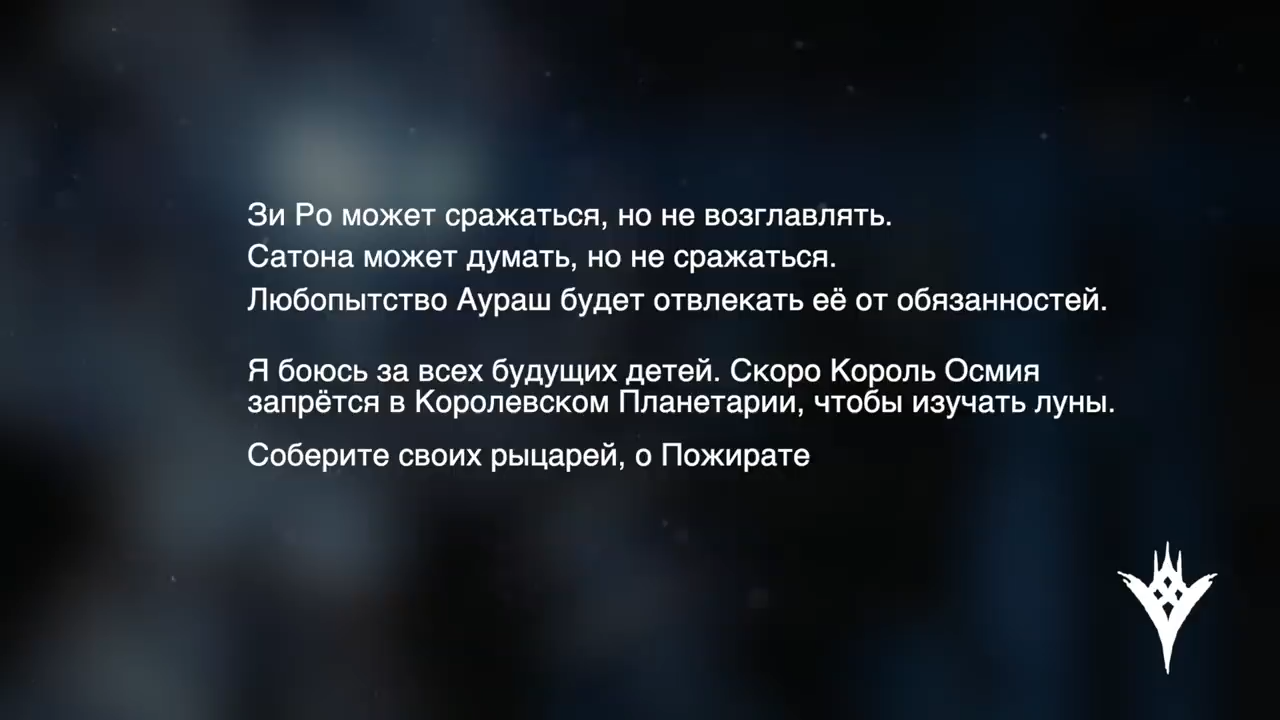 Зи Ро может сражаться, но не возглавлять.
Сатона может думать, но не сражаться.
Любопытство Аураш будет отвлекать её от обязанностей.
Я боюсь за всех будущих детей. Скоро Король Осмия
запрётся в Королевском Планетарии, чтобы изучать луны.
Соберите своих рыцарей, о Пожирате